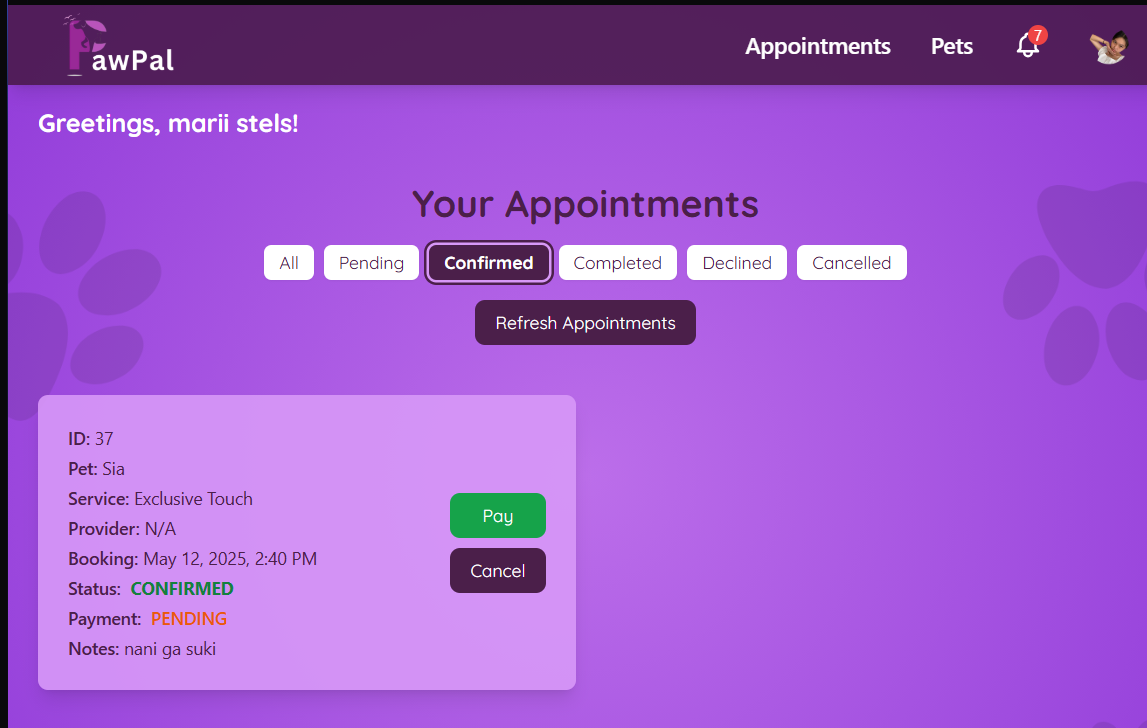 PawPal
Appointments
Pets
7
Greetings, marii stels!
Your Appointments
All
Pending
Confirmed
Completed
Declined
Cancelled
Refresh Appointments
ID: 37
Pet: Sia
Service: Exclusive Touch
Provider: N/A
Booking: May 12, 2025, 2:40 PM
Status: CONFIRMED
Payment: PENDING
Notes: nani ga suki
Pay
Cancel